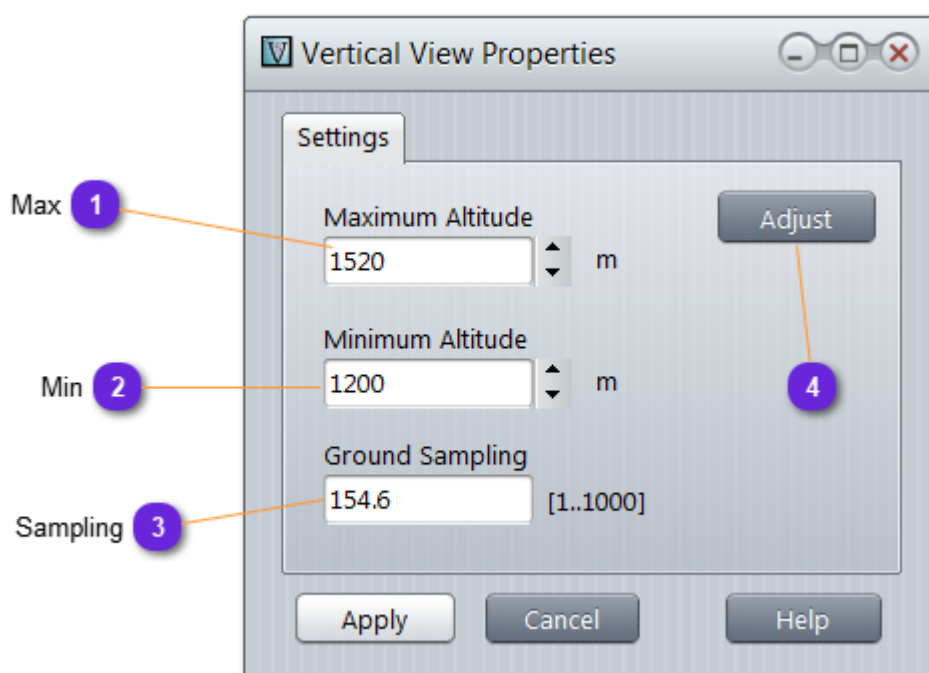 Vertical View Properties
Settings
Max 1
Maximum Altitude
Adjust
1520 m
Minimum Altitude
Min 2
1200 m
4
Ground Sampling
154.6 [1..1000]
Sampling 3
Apply Cancel Help